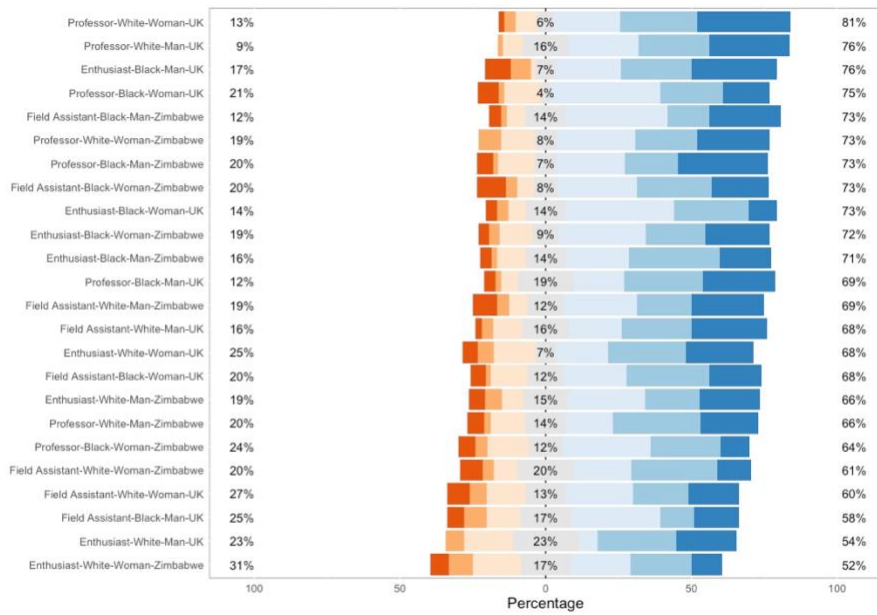 Professor-White-Woman-UK 13% 6% 81%
Professor-White-Man-UK 9% 16% 76%
Enthusiast-Black-Man-UK 17% 7% 76%
Professor-Black-Woman-UK 21% 4% 75%
Field Assistant-Black-Man-Zimbabwe 12% 14% 73%
Professor-White-Woman-Zimbabwe 19% 8% 73%
Professor-Black-Man-Zimbabwe 20% 7% 73%
Field Assistant-Black-Woman-Zimbabwe 20% 8% 73%
Enthusiast-Black-Woman-UK 14% 14% 73%
Enthusiast-Black-Woman-Zimbabwe 19% 9% 72%
Enthusiast-Black-Man-Zimbabwe 16% 14% 71%
Professor-Black-Man-UK 12% 19% 69%
Field Assistant-White-Man-Zimbabwe 19% 12% 69%
Field Assistant-White-Man-UK 16% 16% 68%
Enthusiast-White-Woman-UK 25% 7% 68%
Field Assistant-Black-Woman-UK 20% 12% 68%
Enthusiast-White-Man-Zimbabwe 19% 15% 66%
Professor-White-Man-Zimbabwe 20% 14% 66%
Professor-Black-Woman-Zimbabwe 24% 12% 64%
Field Assistant-White-Woman-Zimbabwe 20% 20% 61%
Field Assistant-White-Woman-UK 27% 13% 60%
Field Assistant-Black-Man-UK 25% 17% 58%
Enthusiast-White-Man-UK 23% 23% 54%
Enthusiast-White-Woman-Zimbabwe 31% 17% 52%
100 50 0 50 100
Percentage